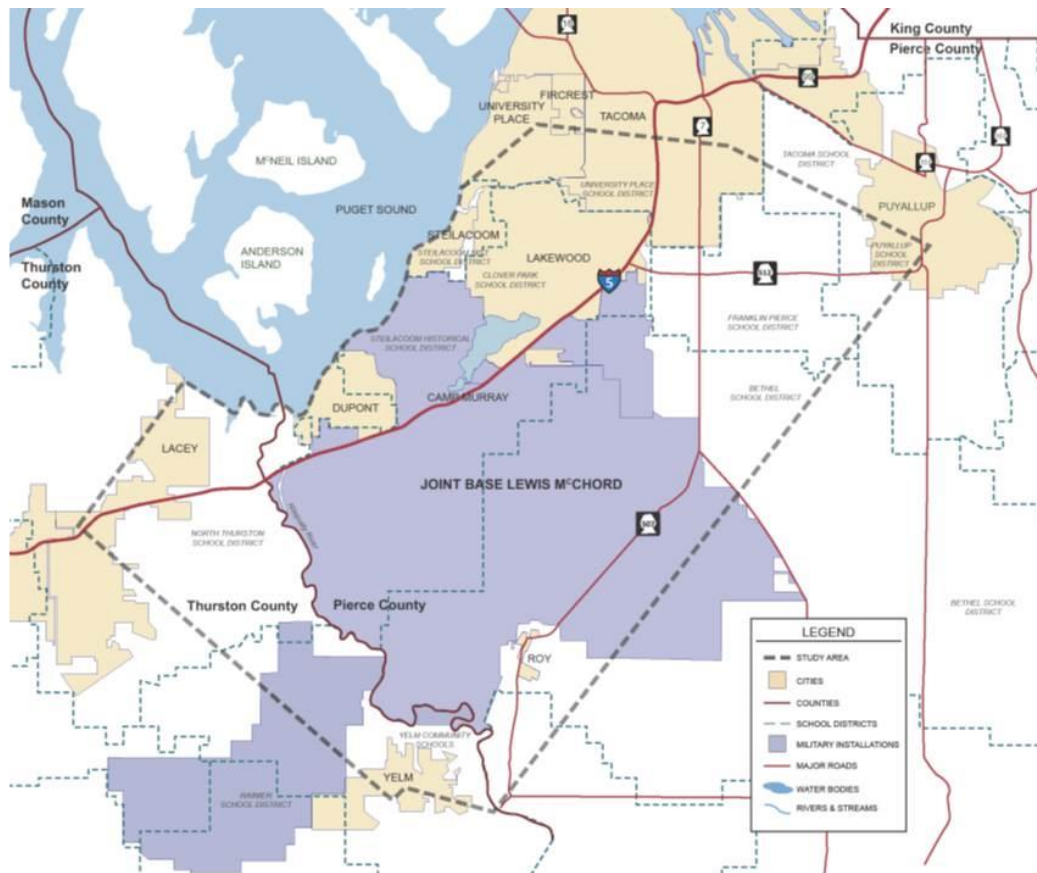 16
King County
Pierce County
FIRCREST
UNIVERSITY
PLACE
TACOMA
7
TACOMA SCHOOL
DISTRICT
MCNEIL ISLAND
UNIVERSITY PLACE
SCHOOL DISTRICT
PUYALLUP
Mason
County
PUGET SOUND
STEILACOOM
PUYALLUP
SCHOOL
DISTRICT
ANDERSON
ISLAND
LAKEWOOD
Thurston
County
SCHOOL DISTRICT
CLOVER PARK
SCHOOL DISTRICT
512
5
FRANKLIN PIERCE
SCHOOL DISTRICT
STEILACOOM HISTORICAL
SCHOOL DISTRICT
BETHEL
SCHOOL DISTRICT
CAMP MURRAY
DUPONT
LACEY
JOINT BASE LEWIS MCCHORD
507
Nisqually River
NORTH THURSTON
SCHOOL DISTRICT
Thurston County
Pierce County
BETHEL SCHOOL
DISTRICT
ROY
LEGEND
STUDY AREA
CITIES
COUNTIES
SCHOOL DISTRICTS
MILITARY INSTALLATIONS
MAJOR ROADS
WATER BODIES
RIVERS & STREAMS
YELM COMMUNITY
SCHOOLS
YELM
RAINIER
SCHOOL DISTRICT